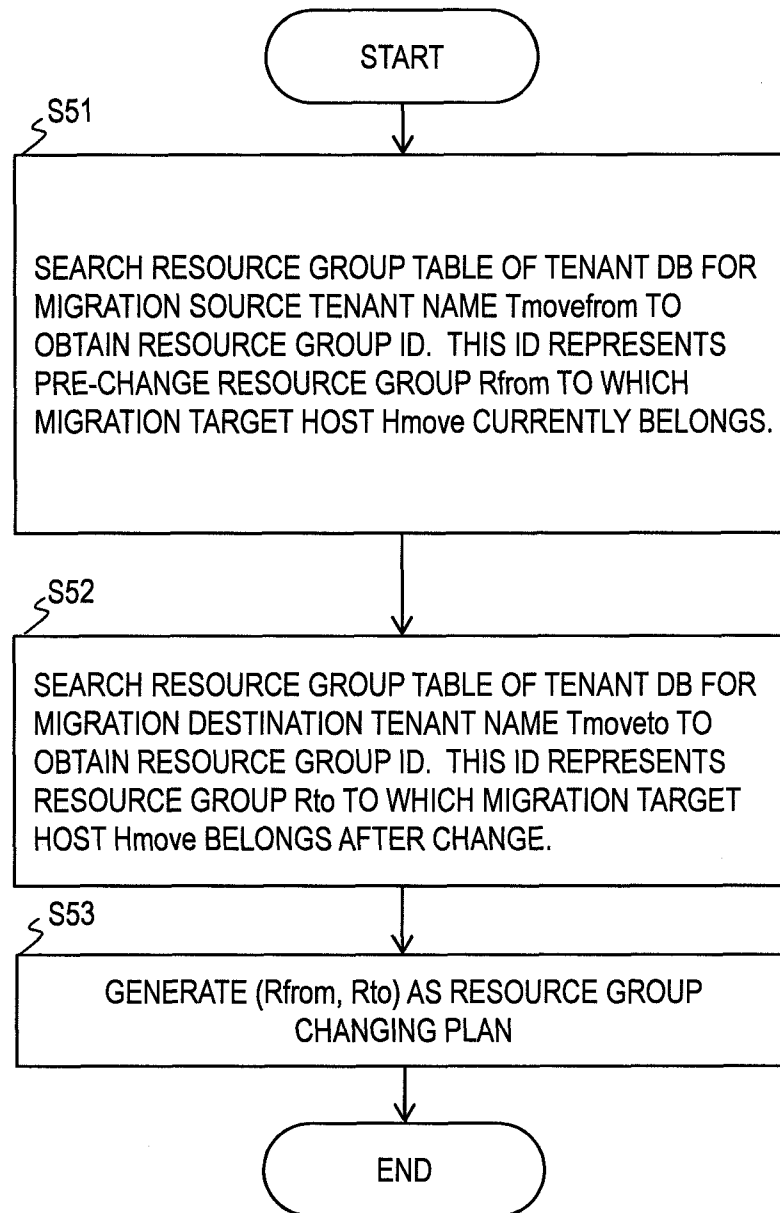 START
S51
SEARCH RESOURCE GROUP TABLE OF TENANT DB FOR
MIGRATION SOURCE TENANT NAME Tmovefrom TO
OBTAIN RESOURCE GROUP ID. THIS ID REPRESENTS
PRE-CHANGE RESOURCE GROUP Rfrom TO WHICH
MIGRATION TARGET HOST Hmove CURRENTLY BELONGS.
S52
SEARCH RESOURCE GROUP TABLE OF TENANT DB FOR
MIGRATION DESTINATION TENANT NAME Tmoveto TO
OBTAIN RESOURCE GROUP ID. THIS ID REPRESENTS
RESOURCE GROUP Rto TO WHICH MIGRATION TARGET
HOST Hmove BELONGS AFTER CHANGE.
S53
GENERATE (Rfrom, Rto) AS RESOURCE GROUP
CHANGING PLAN
END